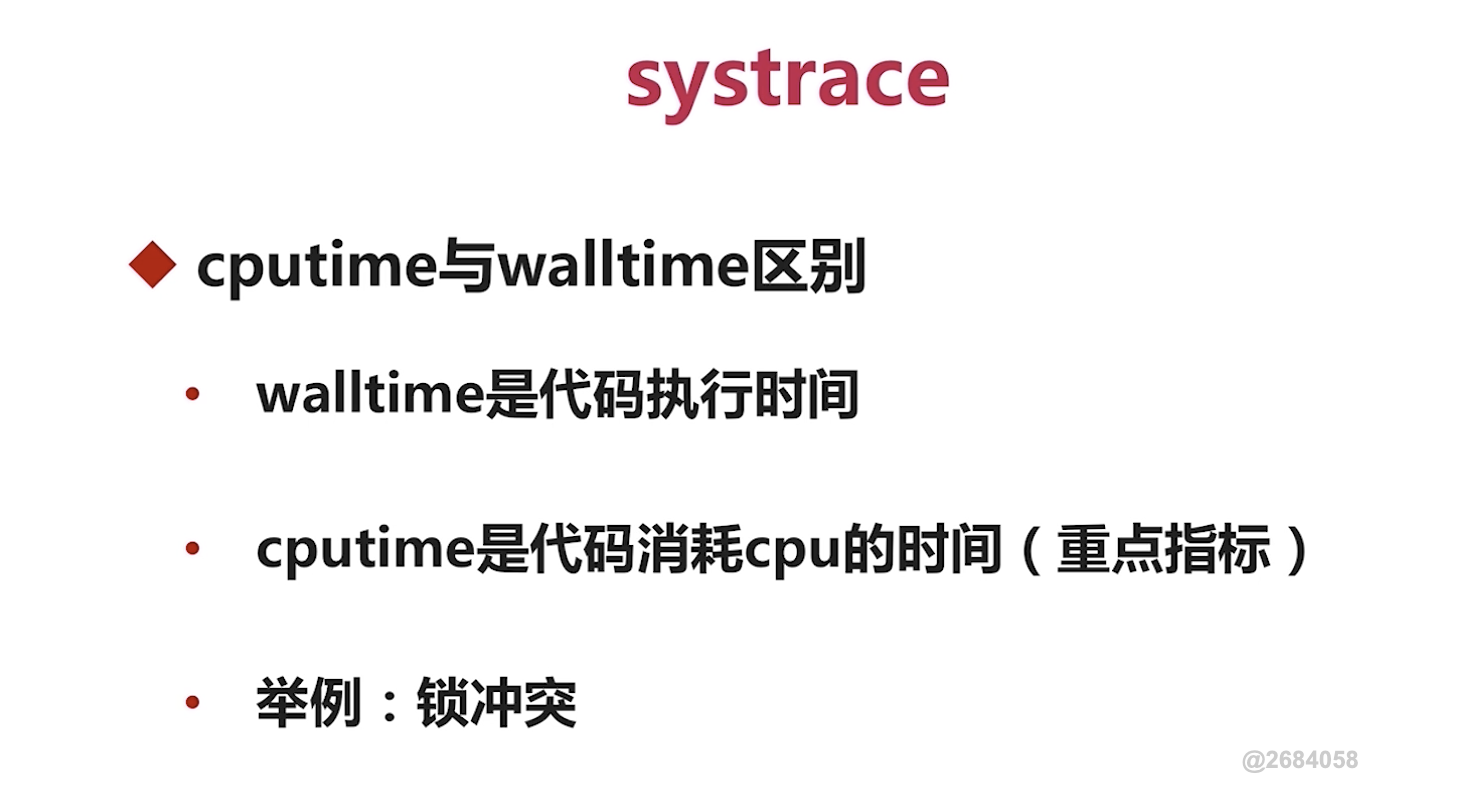 systrace
cputime与walltime区别
walltime是代码执行时间
cputime是代码消耗cpu的时间（重点指标）
举例：锁冲突
@2684058